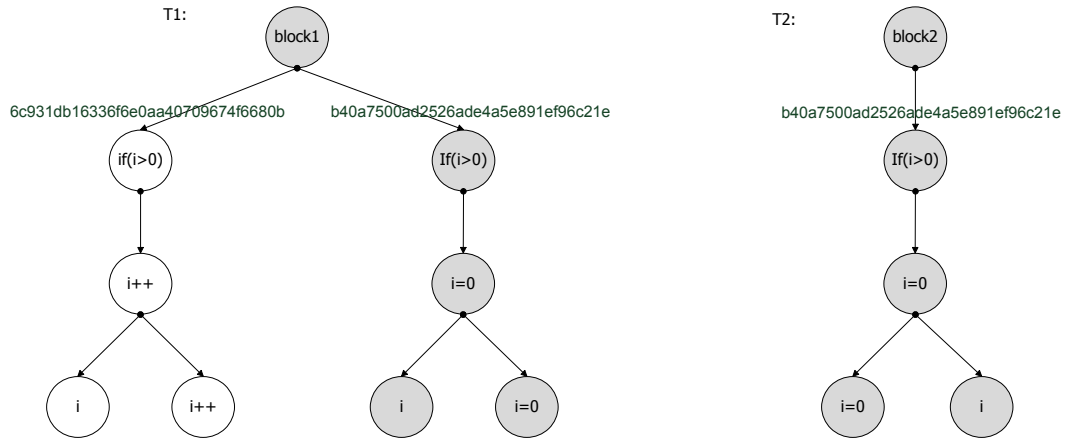 T1:
block1
T2:
block2
6c931db16336f6e0aa40709674f6680b
b40a7500ad2526ade4a5e891ef96c21e
b40a7500ad2526ade4a5e891ef96c21e
if(i>0)
If(i>0)
If(i>0)
i++
i=0
i=0
i
i++
i
i=0
i=0
i